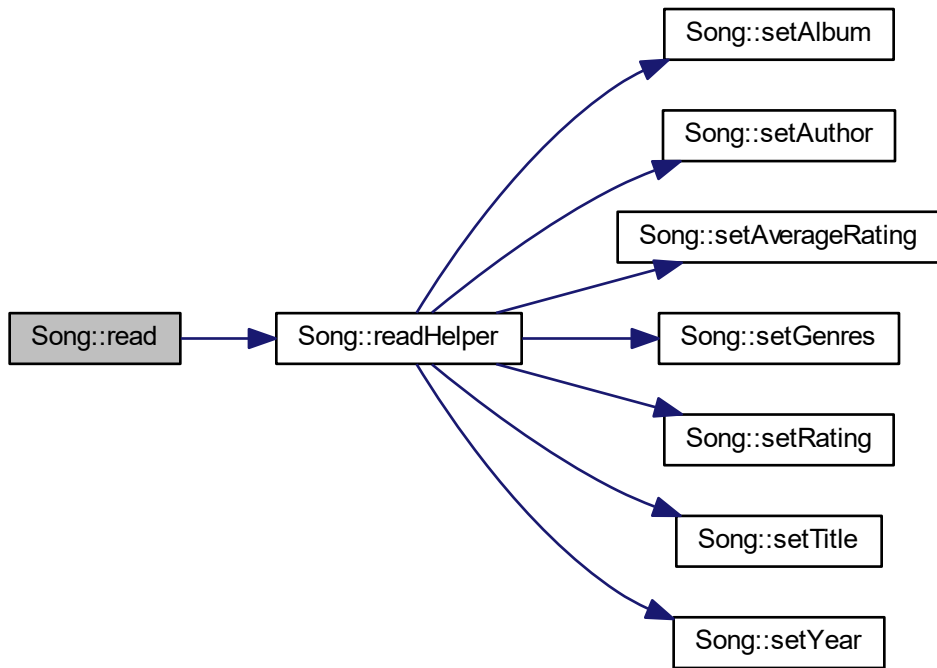 Song::setAlbum
Song::setAuthor
Song::setAverageRating
Song::read
Song::readHelper
Song::setGenres
Song::setRating
Song::setTitle
Song::setYear